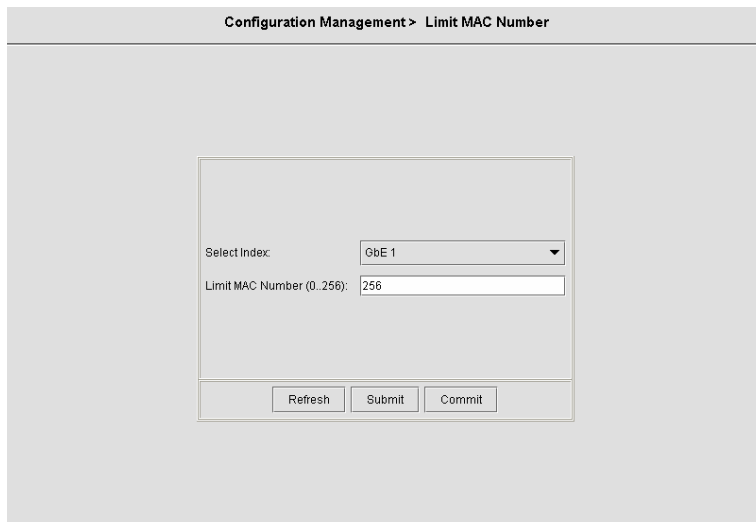 Configuration Management > Limit MAC Number
Select Index: GbE 1
Limit MAC Number (0..256): 256
Refresh Submit Commit